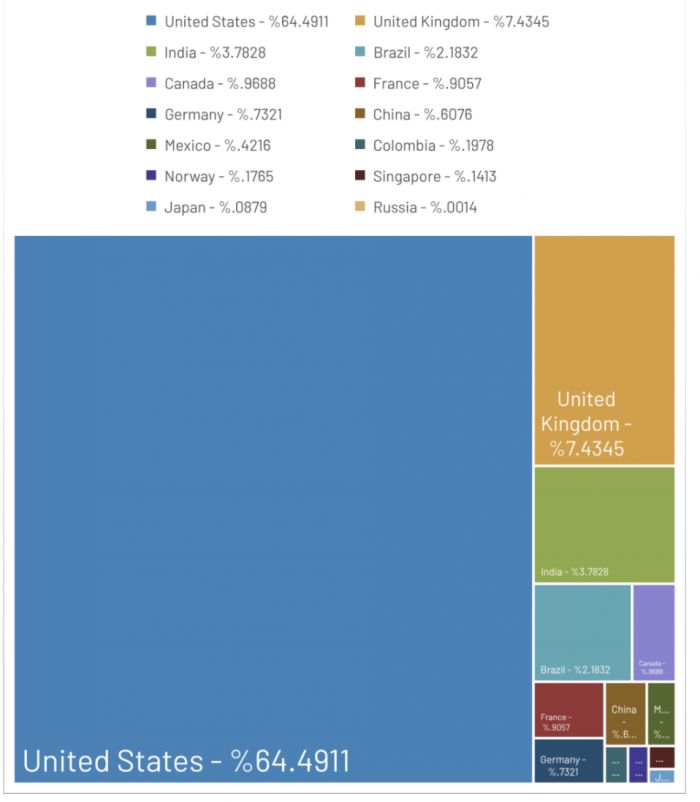 United States - %64.4911
United Kingdom - %7.4345
India - %3.7828
Brazil - %2.1832
Canada - %.9688
France - %.9057
Germany - %.7321
China - %.6076
Mexico - %.4216
Colombia - %.1978
Norway - %.1765
Singapore - %.1413
Japan - %.0879
Russia - %.0014
United States - %64.4911
United
Kingdom -
%7.4345
India - %3.7828
Brazil - %2.1832
Canada -
%.9688
France -
%.9057
China
-
%.6...
M...
-
%...
Germany -
%.7321
...
...
...
...
...
J...